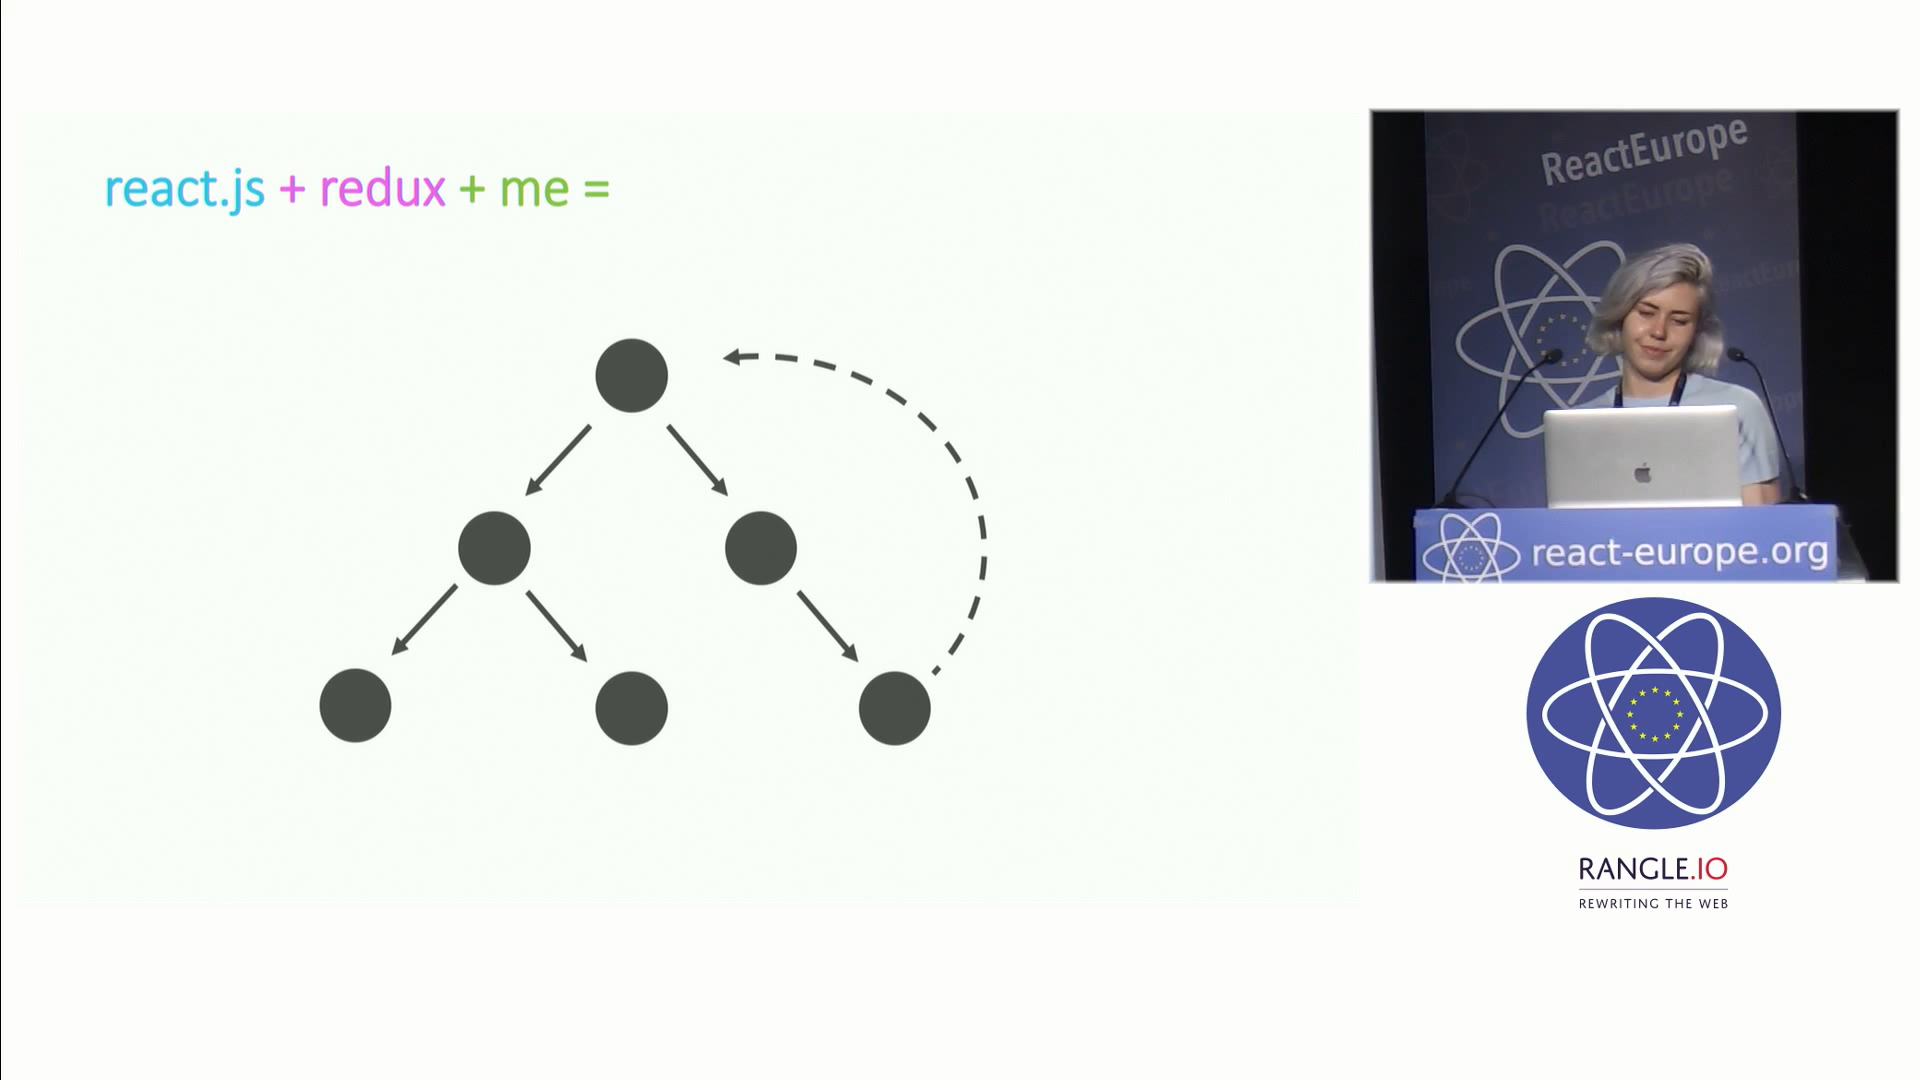 react.js + redux + me =
ReactEurope
ReactEurope
react-europe.org
RANGLE.IO
REWRITING THE WEB